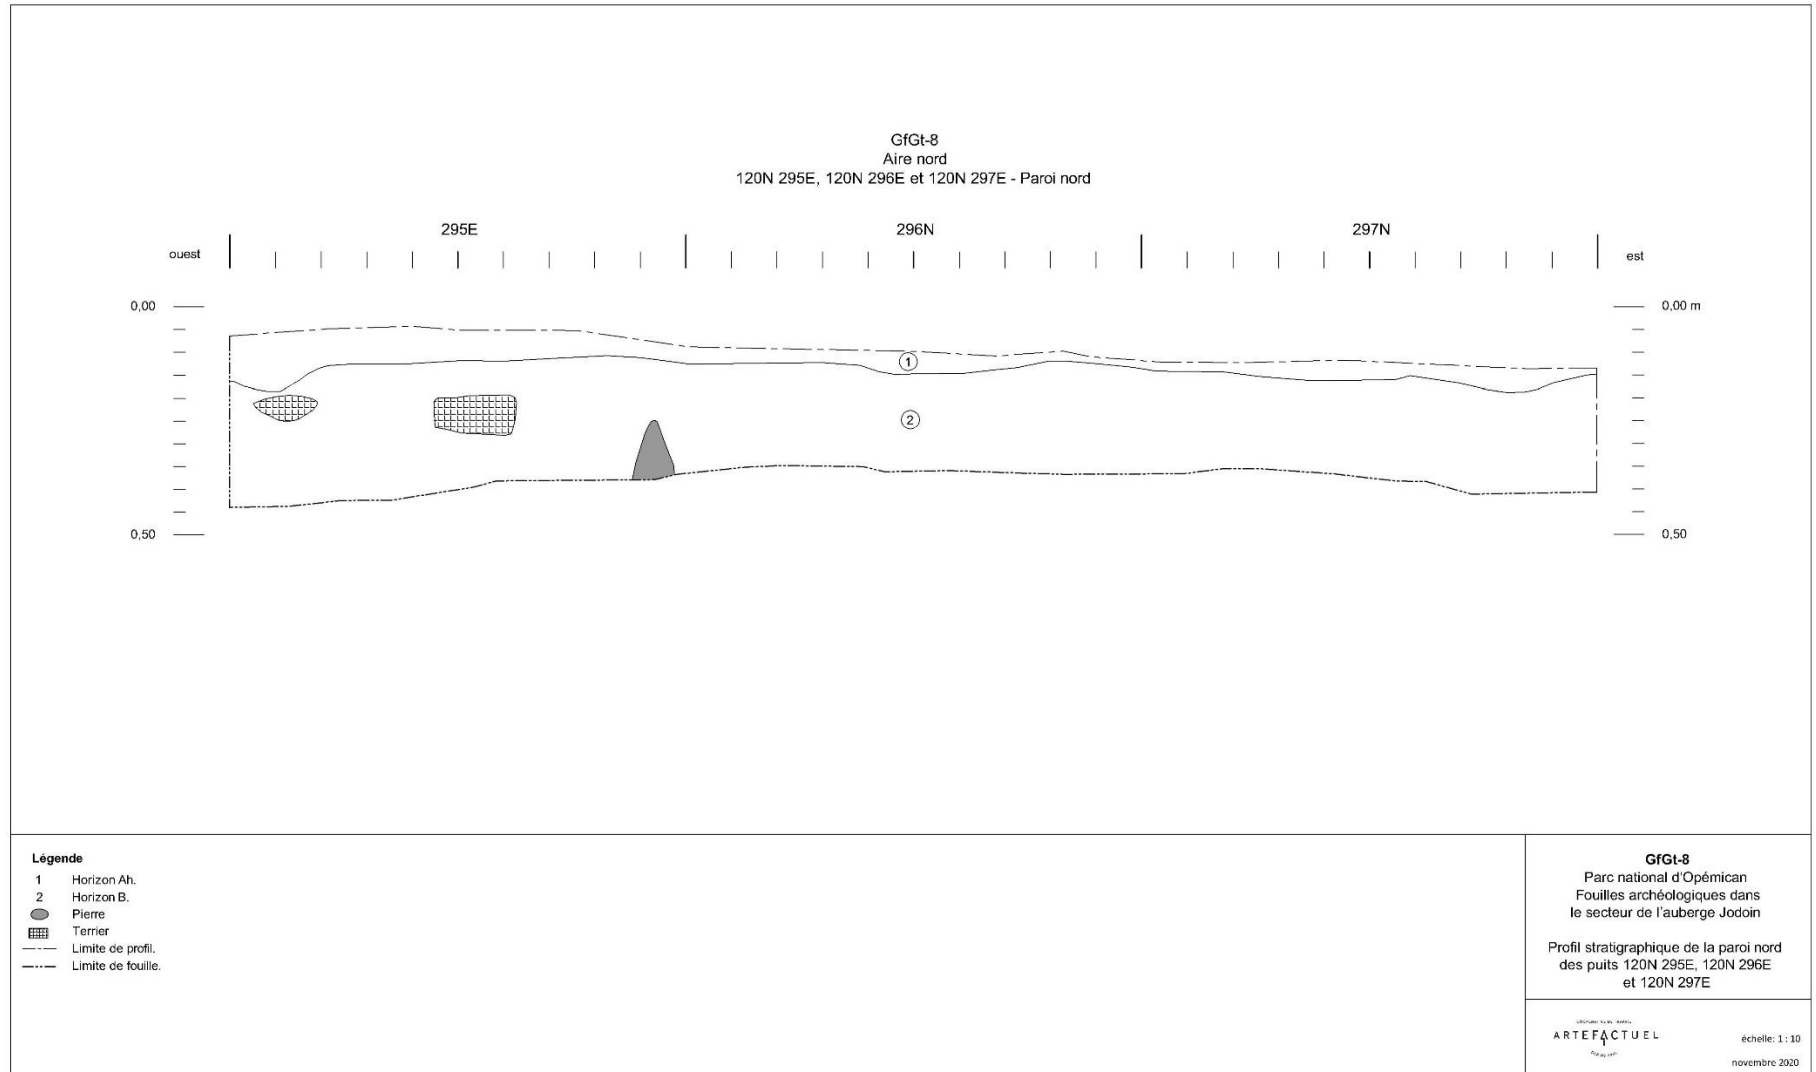 GfGt-8
Aire nord
120N 295E, 120N 296E et 120N 297E - Paroi nord
295E
296N
297N
ouest
est
0,00
0,00 m
1
2
0,50
0,50
Légende
1 Horizon Ah.
2 Horizon B.
Pierre
Terrier
Limite de profil.
Limite de fouille.
GfGt-8
Parc national d'Opémican
Fouilles archéologiques dans
le secteur de l'auberge Jodoin
Profil stratigraphique de la paroi nord
des puits 120N 295E, 120N 296E
et 120N 297E
ARTEFACTUEL
échelle: 1 : 10
novembre 2020